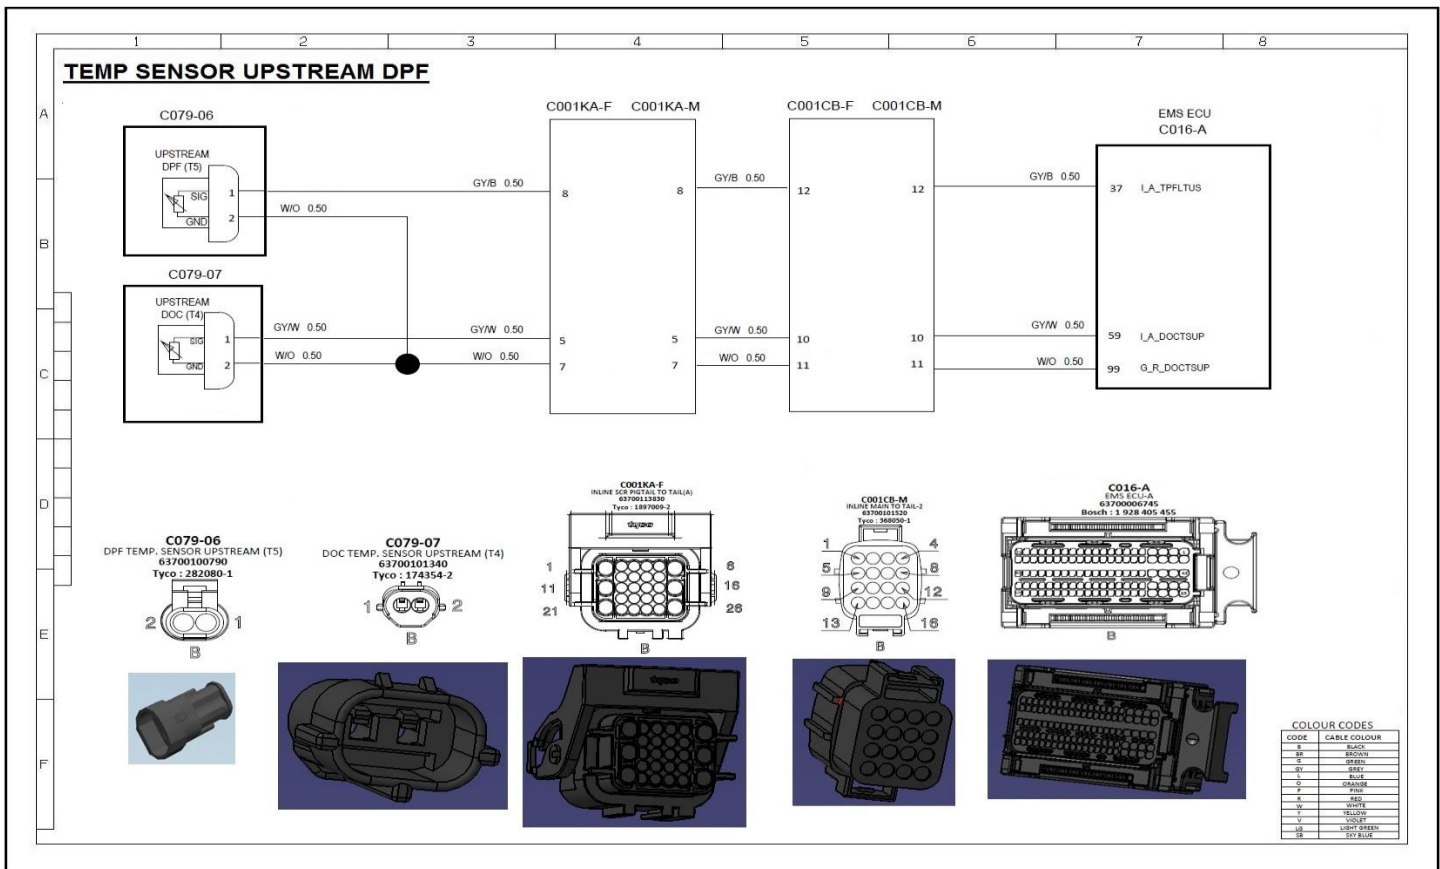 1 2 3 4 5 6 7 8
TEMP SENSOR UPSTREAM DPF
A
B
C
D
E
F
C079-06
UPSTREAM
DPF (T5)
SIG
GND
1
2
GY/B 0.50
W/O 0.50
C079-07
UPSTREAM
DOC (T4)
SIG
GND
1
2
GY/W 0.50
W/O 0.50
GY/W 0.50
W/O 0.50
C001KA-F C001KA-M
8 8
5 5
7 7
GY/B 0.50
GY/W 0.50
W/O 0.50
C001CB-F C001CB-M
12 12
10 10
11 11
GY/B 0.50
GY/W 0.50
W/O 0.50
EMS ECU
C016-A
37 I_A_TPFLTUS
59 I_A_DOCTSUP
99 G_R_DOCTSUP
C079-06
DPF TEMP. SENSOR UPSTREAM (T5)
63700100790
Tyco : 282080-1
2 1
B
C079-07
DOC TEMP. SENSOR UPSTREAM (T4)
63700101340
Tyco : 174354-2
1 2
B
C001KA-F
INLINE SCR PIGTAIL TO TAIL(A)
63700113830
Tyco : 1897009-2
tyco
1 6
11 16
21 26
B
tyco
C001CB-M
INLINE MAIN TO TAIL-2
63700101520
Tyco : 368050-1
1 4
5 8
9 12
13 16
B
C016-A
EMS ECU-A
63700006745
Bosch : 1 928 405 455
B
COLOUR CODES
CODE CABLE COLOUR
B BLACK
BR BROWN
G GREEN
GY GREY
L BLUE
O ORANGE
P PINK
R RED
W WHITE
Y YELLOW
V VIOLET
LG LIGHT GREEN
SB SKY BLUE